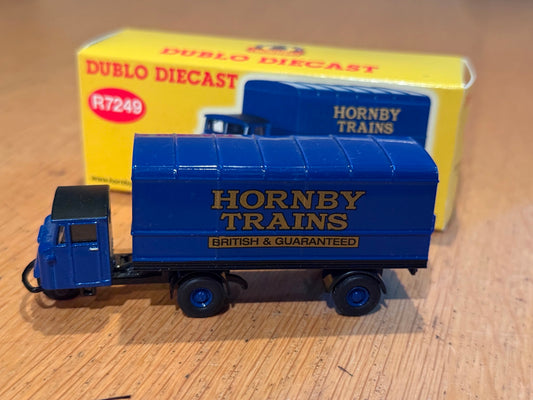 DUBLO DIECAST
DUBLO DIECAST
R7249
HORNBY
TRAINS
HORNBY
TRAINS
BRITISH & GUARANTEED